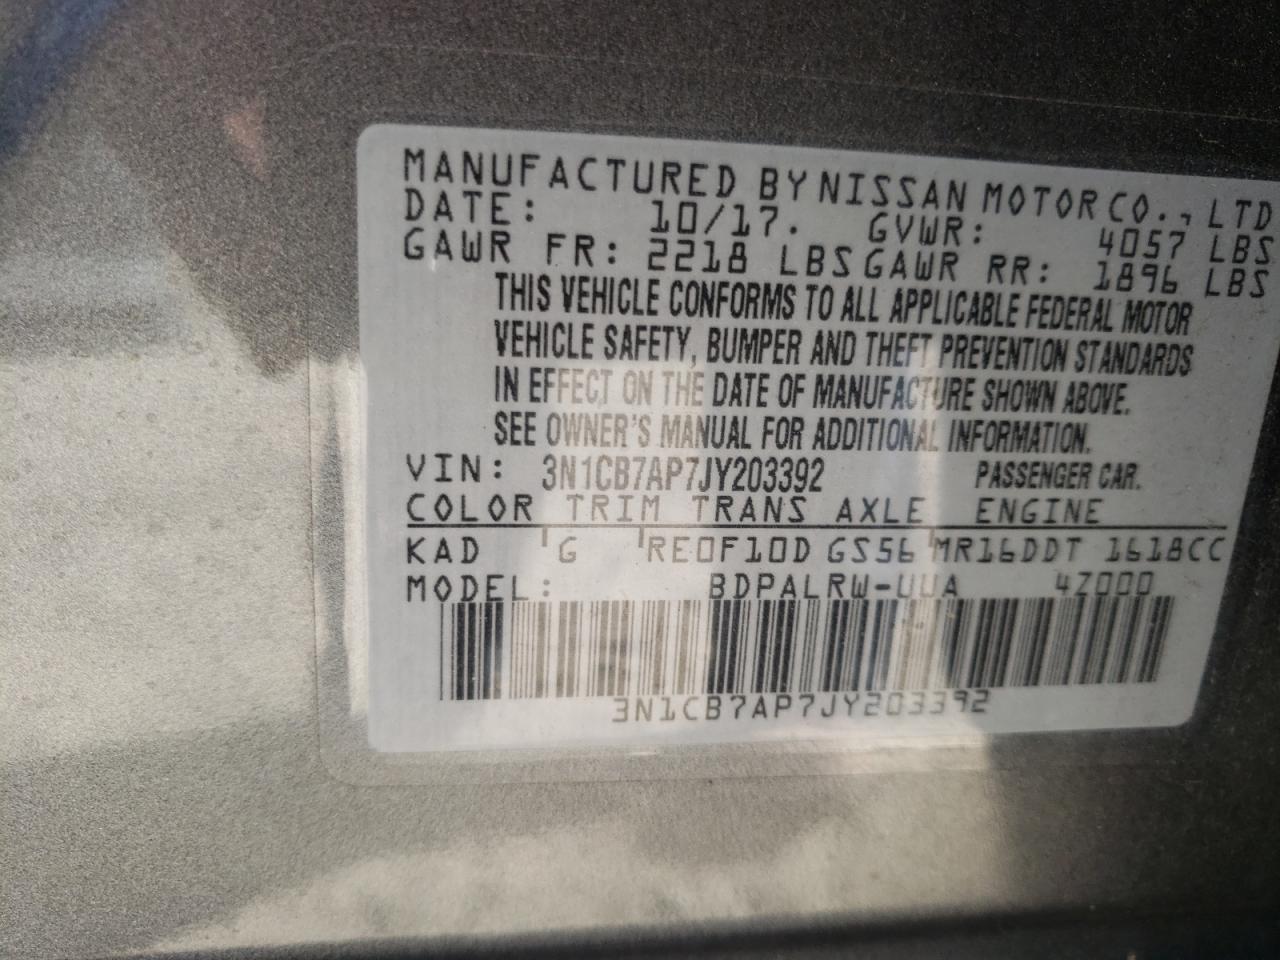 MANUFACTURED BY NISSAN MOTOR CO., LTD
DATE: 10/17. GVWR: 4057 LBS
GAWR FR: 2218 LBS GAWR RR: 1896 LBS
THIS VEHICLE CONFORMS TO ALL APPLICABLE FEDERAL MOTOR
VEHICLE SAFETY, BUMPER AND THEFT PREVENTION STANDARDS
IN EFFECT ON THE DATE OF MANUFACTURE SHOWN ABOVE.
SEE OWNER'S MANUAL FOR ADDITIONAL INFORMATION.
VIN: 3N1CB7AP7JY203392 PASSENGER CAR.
COLOR TRIM TRANS AXLE ENGINE
KAD G RE0F10D GS56 MR16DDT 1618CC
MODEL: BDPALRW-UUA 4Z000
3N1CB7AP7JY203392